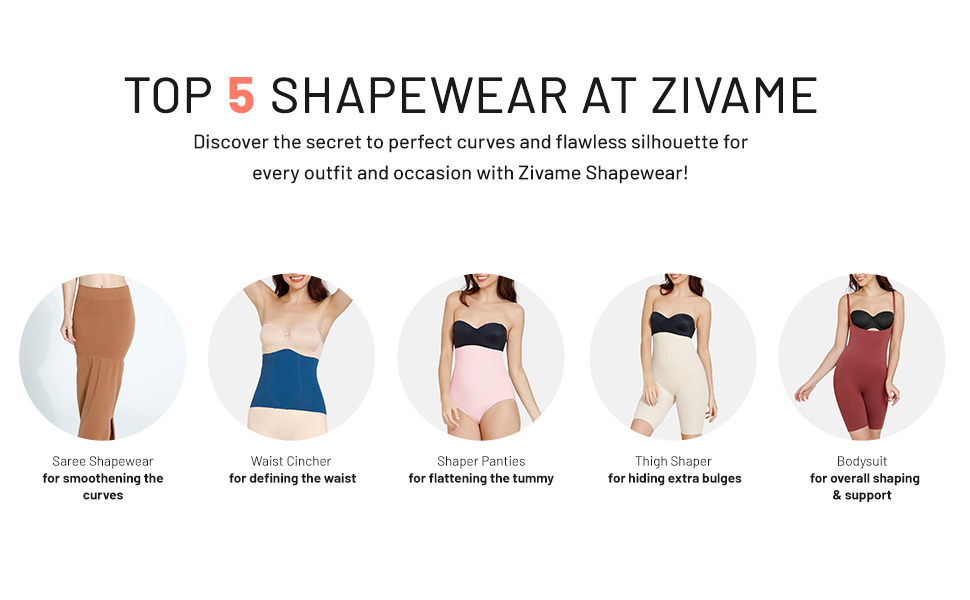 TOP 5 SHAPEWEAR AT ZIVAME
Discover the secret to perfect curves and flawless silhouette for
every outfit and occasion with Zivame Shapewear!
Saree Shapewear
for smoothening the
curves
Waist Cincher
for defining the waist
Shaper Panties
for flattening the tummy
Thigh Shaper
for hiding extra bulges
Bodysuit
for overall shaping
& support